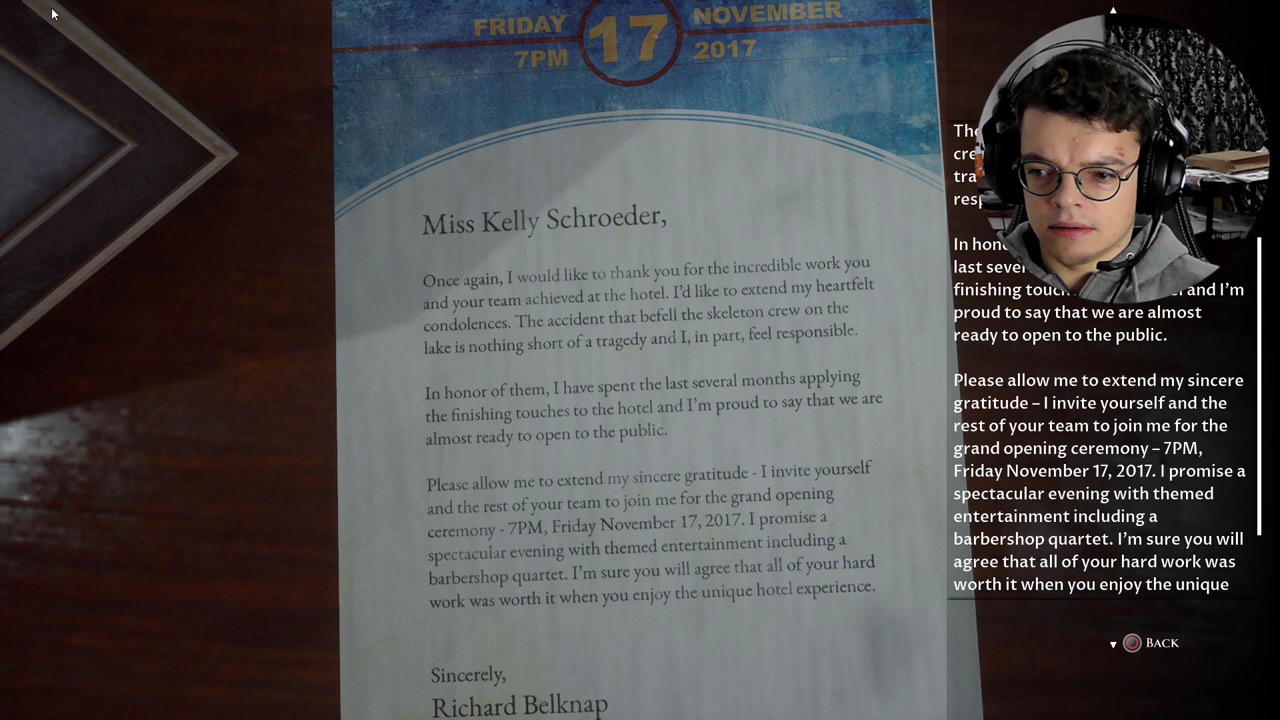 FRIDAY 17 NOVEMBER
7PM 2017
Miss Kelly Schroeder,
Once again, I would like to thank you for the incredible work you
and your team achieved at the hotel. I'd like to extend my heartfelt
condolences. The accident that befell the skeleton crew on the
lake is nothing short of a tragedy and I, in part, feel responsible.
In honor of them, I have spent the last several months applying
the finishing touches to the hotel and I'm proud to say that we are
almost ready to open to the public.
Please allow me to extend my sincere gratitude - I invite yourself
and the rest of your team to join me for the grand opening
ceremony - 7PM, Friday November 17, 2017. I promise a
spectacular evening with themed entertainment including a
barbershop quartet. I'm sure you will agree that all of your hard
work was worth it when you enjoy the unique hotel experience.
Sincerely,
Richard Belknap
In
last
finishing and I'm
proud to say that we are almost
ready to open to the public.
Please allow me to extend my sincere
gratitude – I invite yourself and the
rest of your team to join me for the
grand opening ceremony – 7PM,
Friday November 17, 2017. I promise a
spectacular evening with themed
entertainment including a
barbershop quartet. I'm sure you will
agree that all of your hard work was
worth it when you enjoy the unique
BACK